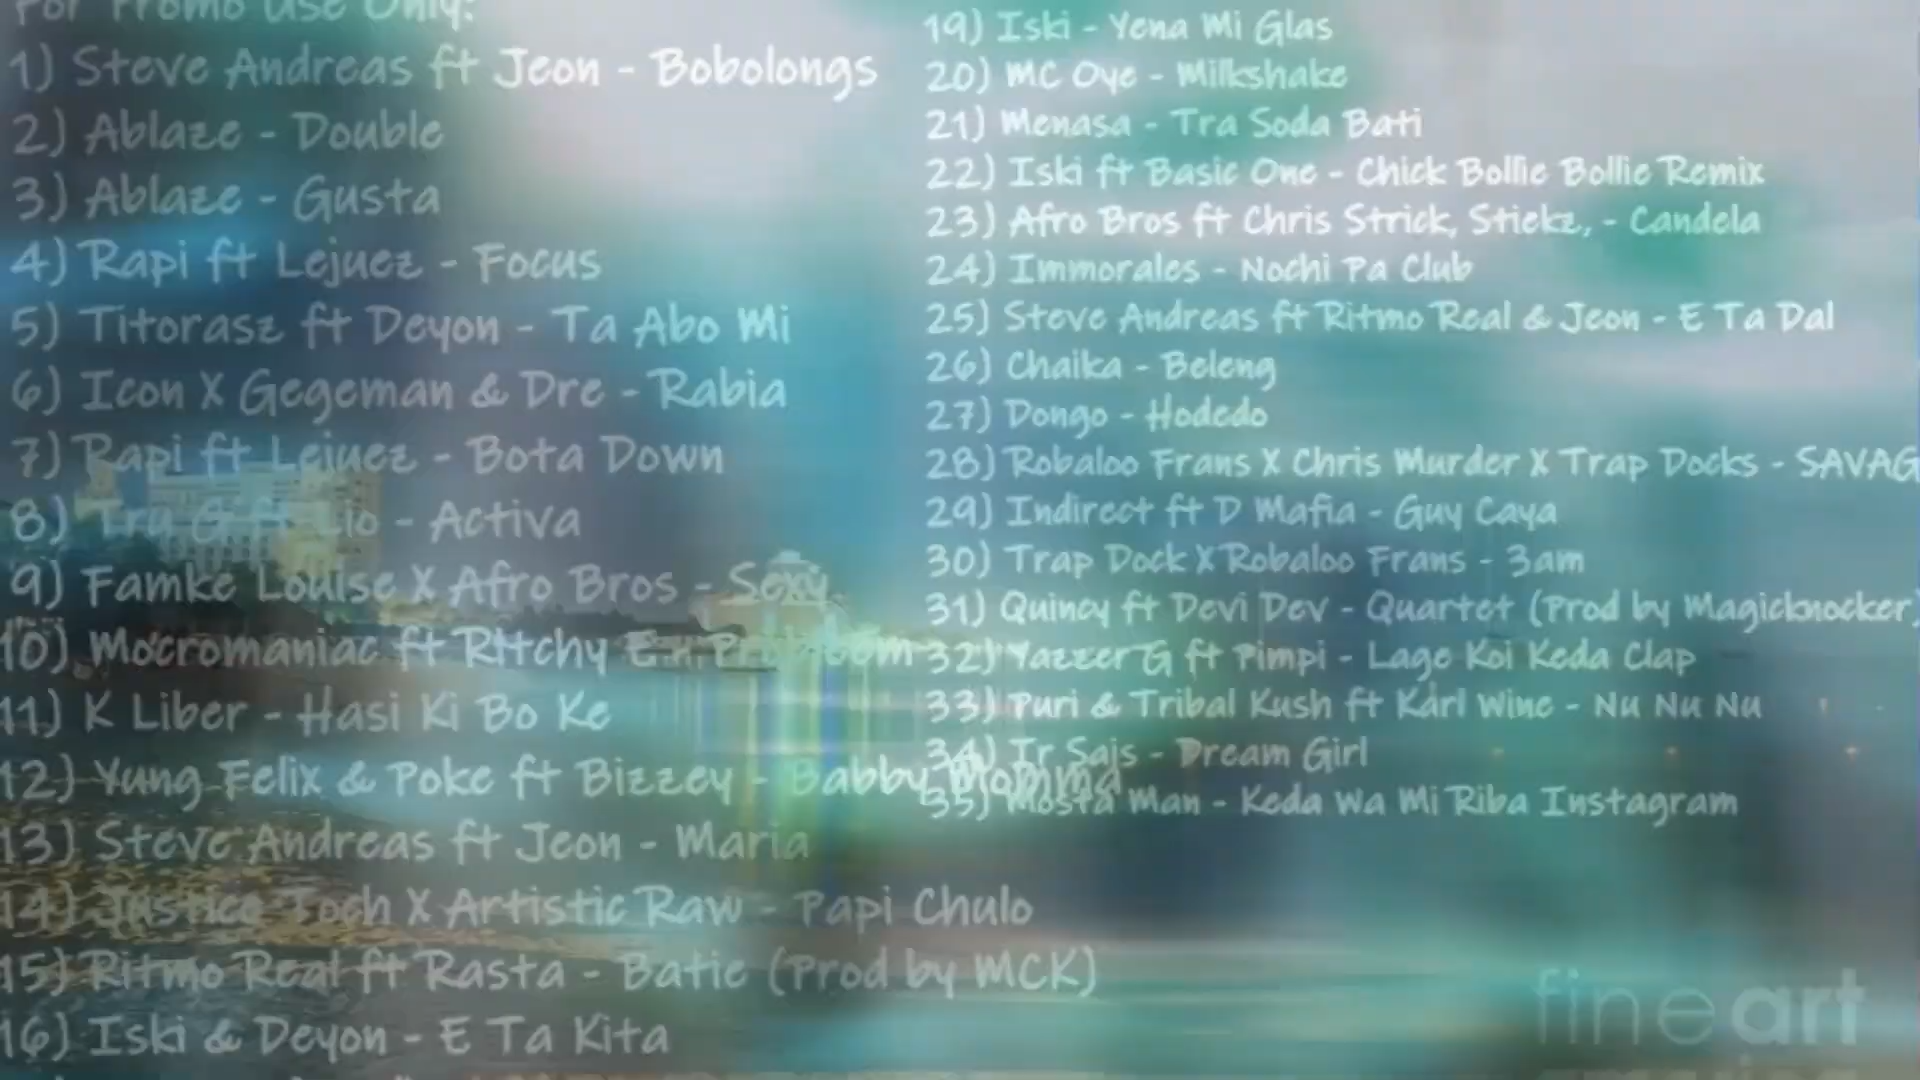 For Promo Use Only:
1) Steve Andreas ft Jeon - Bobolongs
2) Ablaze - Double
3) Ablaze - Gusta
4) Rapi ft Lejuez - Focus
5) Titorasz ft Deyon - Ta Abo Mi
6) Icon X Gegeman & Dre - Rabia
7) Rapi ft Lejuez - Bota Down
8) Try G ft Lio - Activa
9) Famke Louise X Afro Bros - Sexy
10) Mocromaniac ft RItchy E.n Probleem
11) K Liber - Hasi Ki Bo Ke
12) Yung Felix & Poke ft Bizzey - Babby Momma
13) Steve Andreas ft Jeon - Maria
14) Justice Toch X Artistic Raw - Papi Chulo
15) Ritmo Real ft Rasta - Batie (Prod by MCK)
16) Iski & Deyon - E Ta Kita
19) Iski - Yena Mi Glas
20) MC Oye - Milkshake
21) Menasa - Tra Soda Bati
22) Iski ft Basic One - Chick Bollie Bollie Remix
23) Afro Bros ft Chris Strick, Stiekz, - Candela
24) Immorales - Nochi Pa Club
25) Steve Andreas ft Ritmo Real & Jeon - E Ta Dal
26) Chaika - Beleng
27) Dongo - Hodedo
28) Robaloo Frans X Chris Murder X Trap Docks - SAVAG
29) Indirect ft D Mafia - Guy Caya
30) Trap Dock X Robaloo Frans - 3am
31) Quincy ft Devi Dev - Quartet (Prod by Magicknocker)
32) Yazzer G ft Pimpi - Lage Koi Keda Clap
33) Puri & Tribal Kush ft Karl Wine - Nu Nu Nu
34) Jr Sajs - Dream Girl
35) Mosta Man - Keda Wa Mi Riba Instagram
fineart